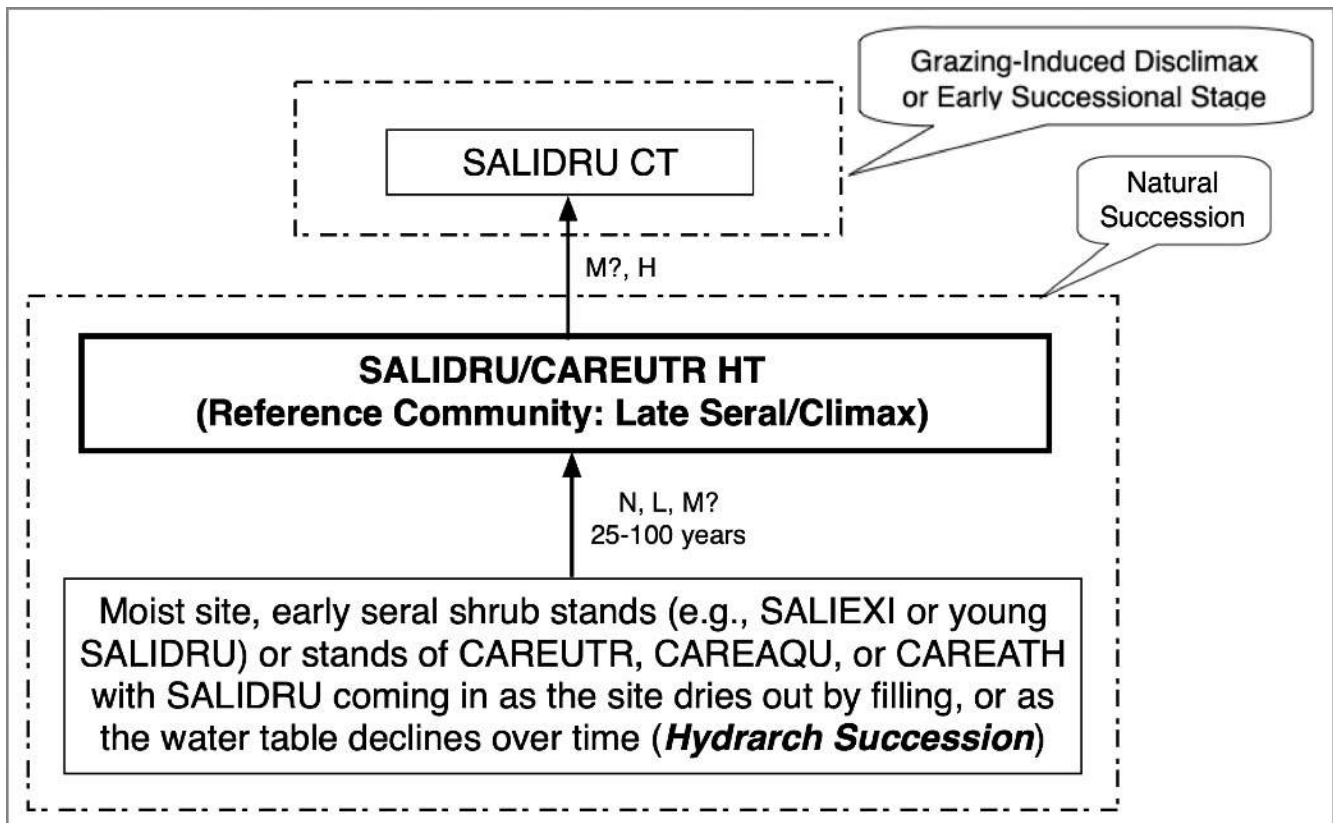 Grazing-Induced Disclimax
or Early Successional Stage
SALIDRU CT
Natural
Succession
M?, H
SALIDRU/CAREUTR HT
(Reference Community: Late Seral/Climax)
N, L, M?
25-100 years
Moist site, early seral shrub stands (e.g., SALIEXI or young
SALIDRU) or stands of CAREUTR, CAREAQU, or CAREATH
with SALIDRU coming in as the site dries out by filling, or as
the water table declines over time (Hydrarch Succession)